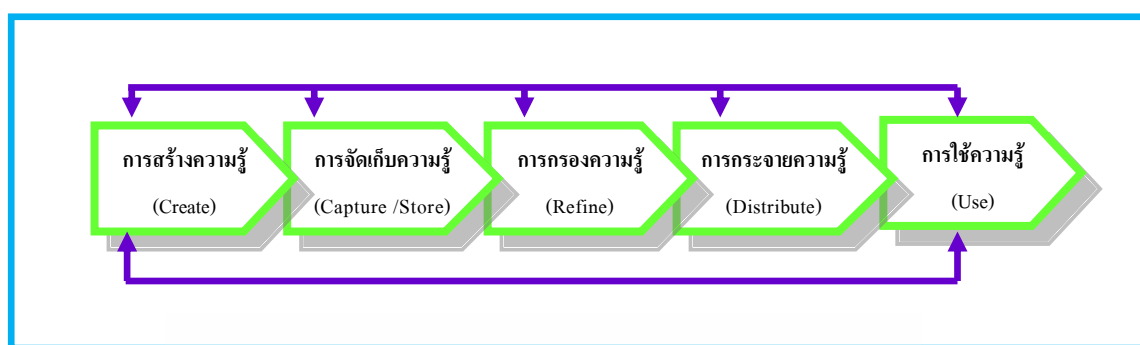 การสร้างความรู้
(Create)
การจัดเก็บความรู้
(Capture /Store)
การกรองความรู้
(Refine)
การกระจายความรู้
(Distribute)
การใช้ความรู้
(Use)